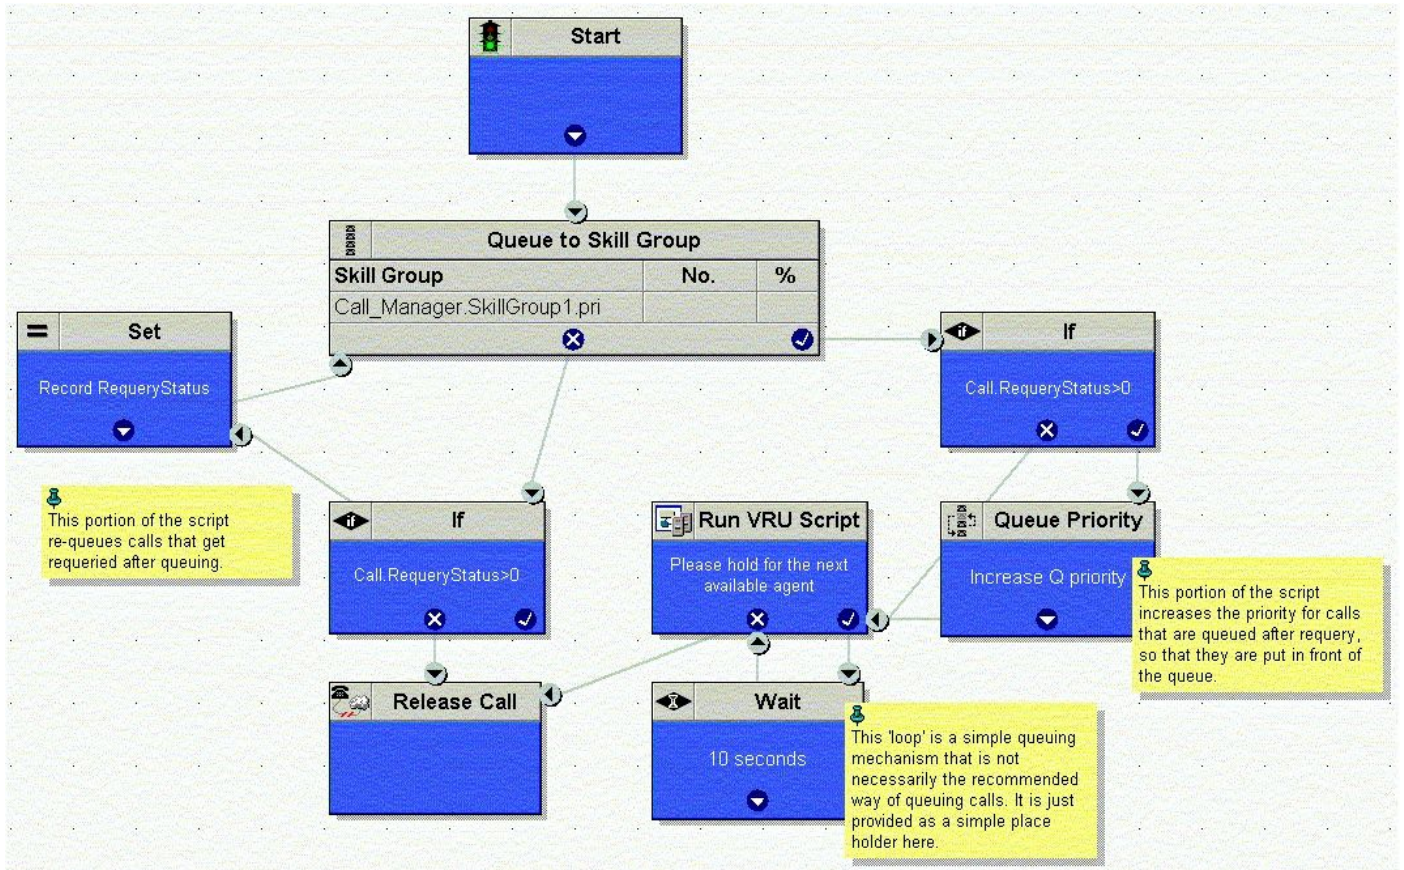 Start
Queue to Skill Group
Skill Group No. %
Call_Manager.SkillGroup1.pri
Set
Record RequeryStatus
If
Call.RequeryStatus>0
This portion of the script
re-queues calls that get
requeried after queuing.
If
Call.RequeryStatus>0
Run VRU Script
Please hold for the next
available agent
Queue Priority
Increase Q priority
This portion of the script
increases the priority for calls
that are queued after requery,
so that they are put in front of
the queue.
Release Call
Wait
10 seconds
This 'loop' is a simple queuing
mechanism that is not
necessarily the recommended
way of queuing calls. It is just
provided as a simple place
holder here.